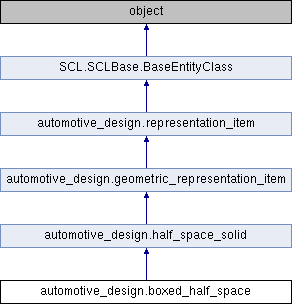 object
SCL.SCLBase.BaseEntityClass
automotive_design.representation_item
automotive_design.geometric_representation_item
automotive_design.half_space_solid
automotive_design.boxed_half_space